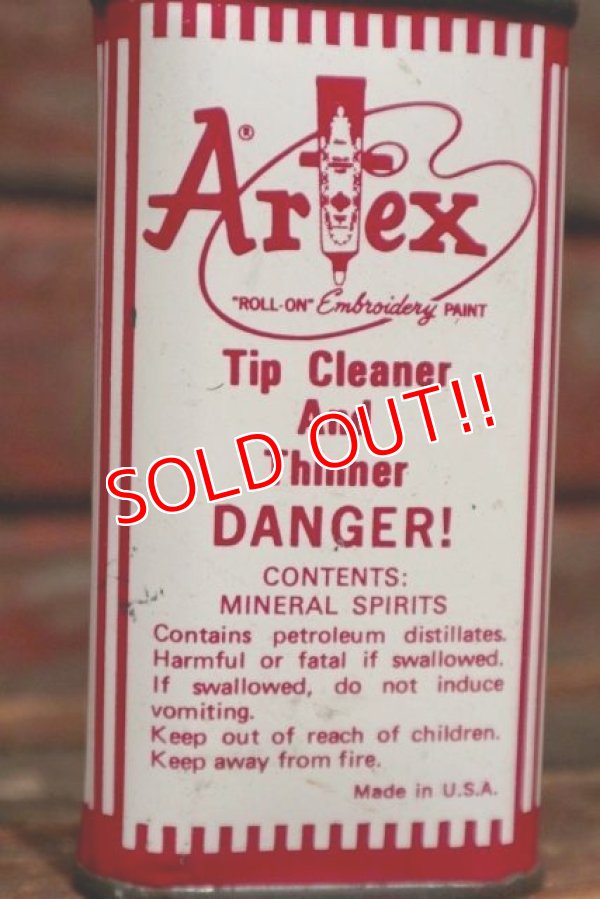 Artex®
"ROLL-ON" Embroidery PAINT
Tip Cleaner
And
Thinner
SOLD OUT!!
DANGER!
CONTENTS:
MINERAL SPIRITS
Contains petroleum distillates.
Harmful or fatal if swallowed.
If swallowed, do not induce
vomiting.
Keep out of reach of children.
Keep away from fire.
Made in U.S.A.